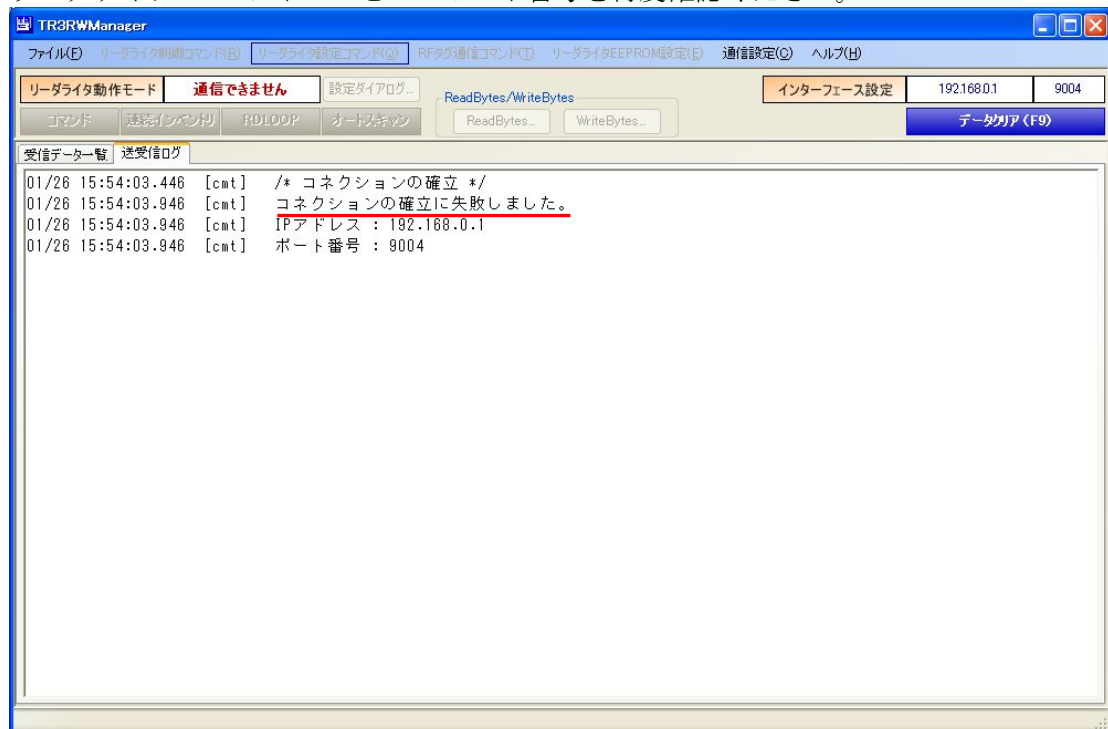 TR3RWManager
ファイル(F) リーダライタ制御コマンド(R) リーダライタ設定コマンド(Q) RFタグ通信コマンド(T) リーダライタEEPROM設定(E) 通信設定(C) ヘルプ(H)
リーダライタ動作モード 通信できません 設定ダイアログ... ReadBytes/WriteBytes インターフェース設定 192.168.0.1 9004
コマンド 連続インベントリ RDLOOP オートスキャン ReadBytes... WriteBytes... データクリア(F9)
受信データ一覧 送受信ログ
01/26 15:54:03.446 [cmt] /* コネクションの確立 */
01/26 15:54:03.946 [cmt] コネクションの確立に失敗しました。
01/26 15:54:03.946 [cmt] IPアドレス : 192.168.0.1
01/26 15:54:03.946 [cmt] ポート番号 : 9004